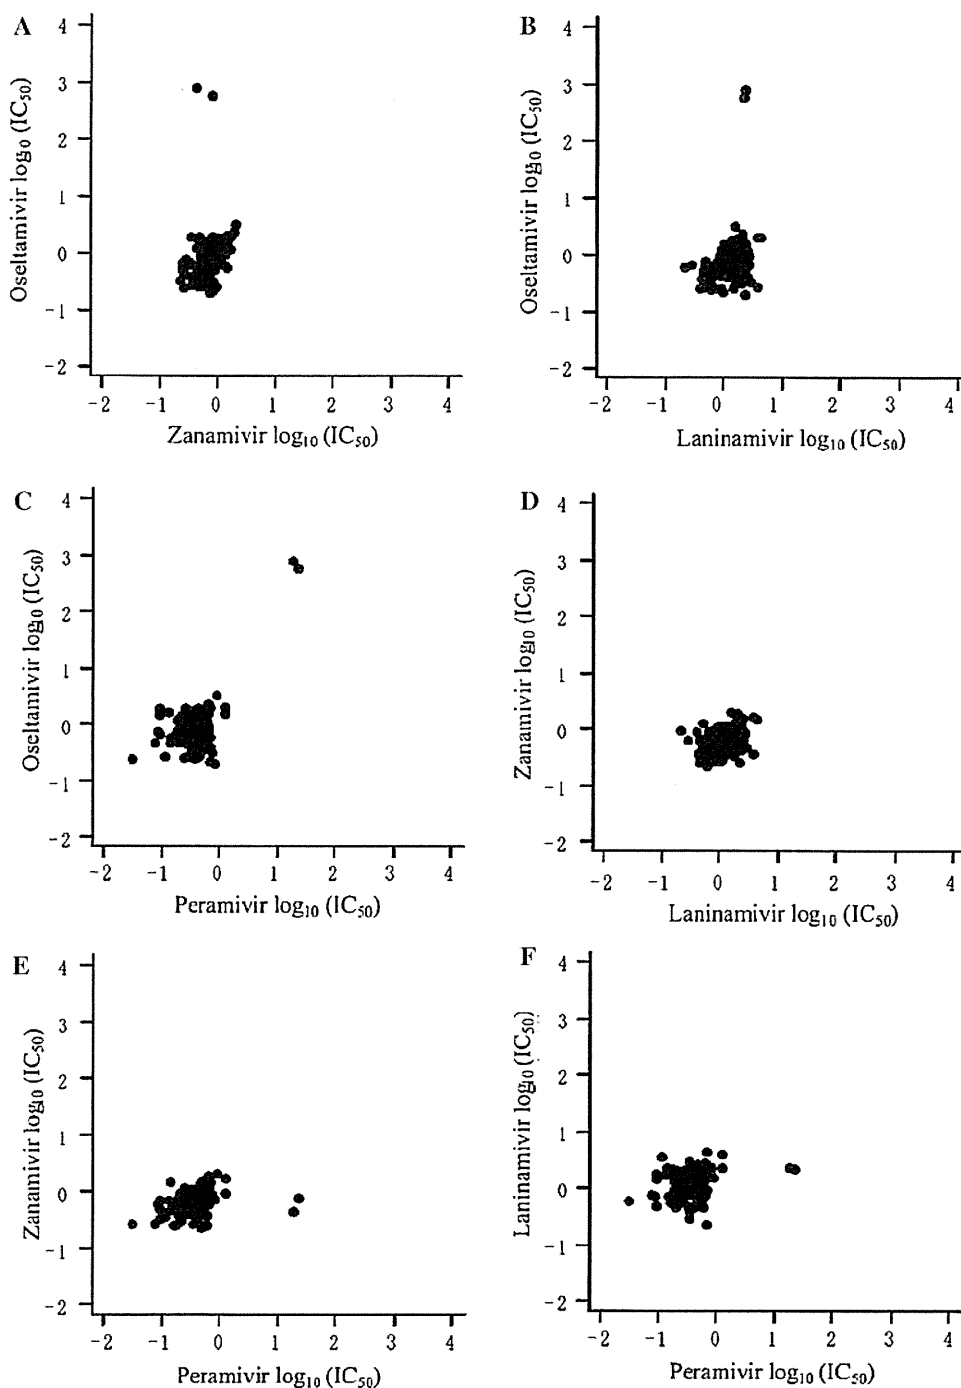 A
4
3
2
1
0
-1
-2
Oseltamivir log₁₀ (IC₅₀)
-2 -1 0 1 2 3 4
Zanamivir log₁₀ (IC₅₀)
B
4
3
2
1
0
-1
-2
Oseltamivir log₁₀ (IC₅₀)
-2 -1 0 1 2 3 4
Laninamivir log₁₀ (IC₅₀)
C
4
3
2
1
0
-1
-2
Oseltamivir log₁₀ (IC₅₀)
-2 -1 0 1 2 3 4
Peramivir log₁₀ (IC₅₀)
D
4
3
2
1
0
-1
-2
Zanamivir log₁₀ (IC₅₀)
-2 -1 0 1 2 3 4
Laninamivir log₁₀ (IC₅₀)
E
4
3
2
1
0
-1
-2
Zanamivir log₁₀ (IC₅₀)
-2 -1 0 1 2 3 4
Peramivir log₁₀ (IC₅₀)
F
4
3
2
1
0
-1
-2
Laninamivir log₁₀ (IC₅₀)
-2 -1 0 1 2 3 4
Peramivir log₁₀ (IC₅₀)